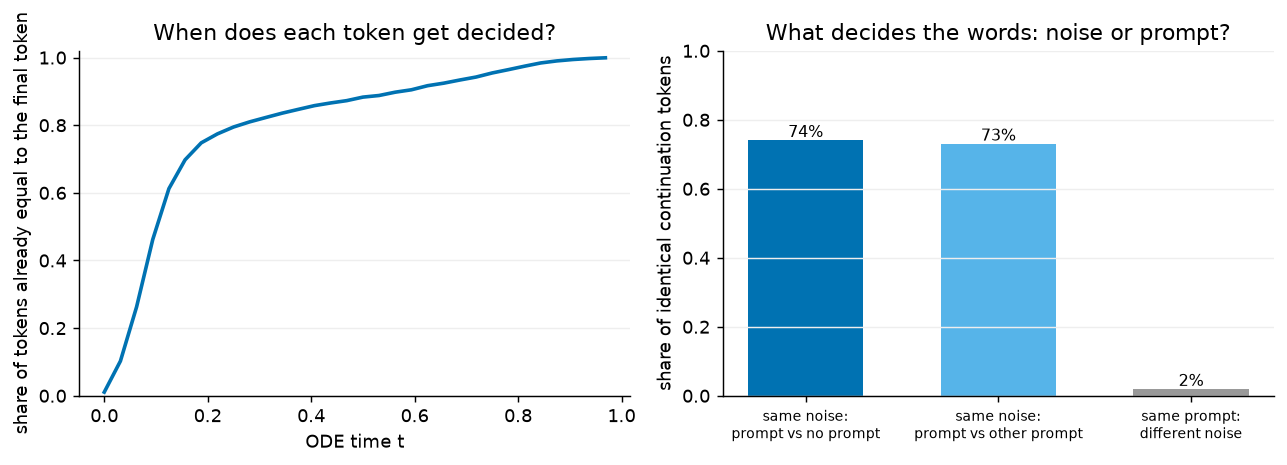 When does each token get decided?
share of tokens already equal to the final token
1.0
0.8
0.6
0.4
0.2
0.0
0.0 0.2 0.4 0.6 0.8 1.0
ODE time t
What decides the words: noise or prompt?
share of identical continuation tokens
1.0
0.8
0.6
0.4
0.2
0.0
74%
73%
2%
same noise:
prompt vs no prompt
same noise:
prompt vs other prompt
same prompt:
different noise